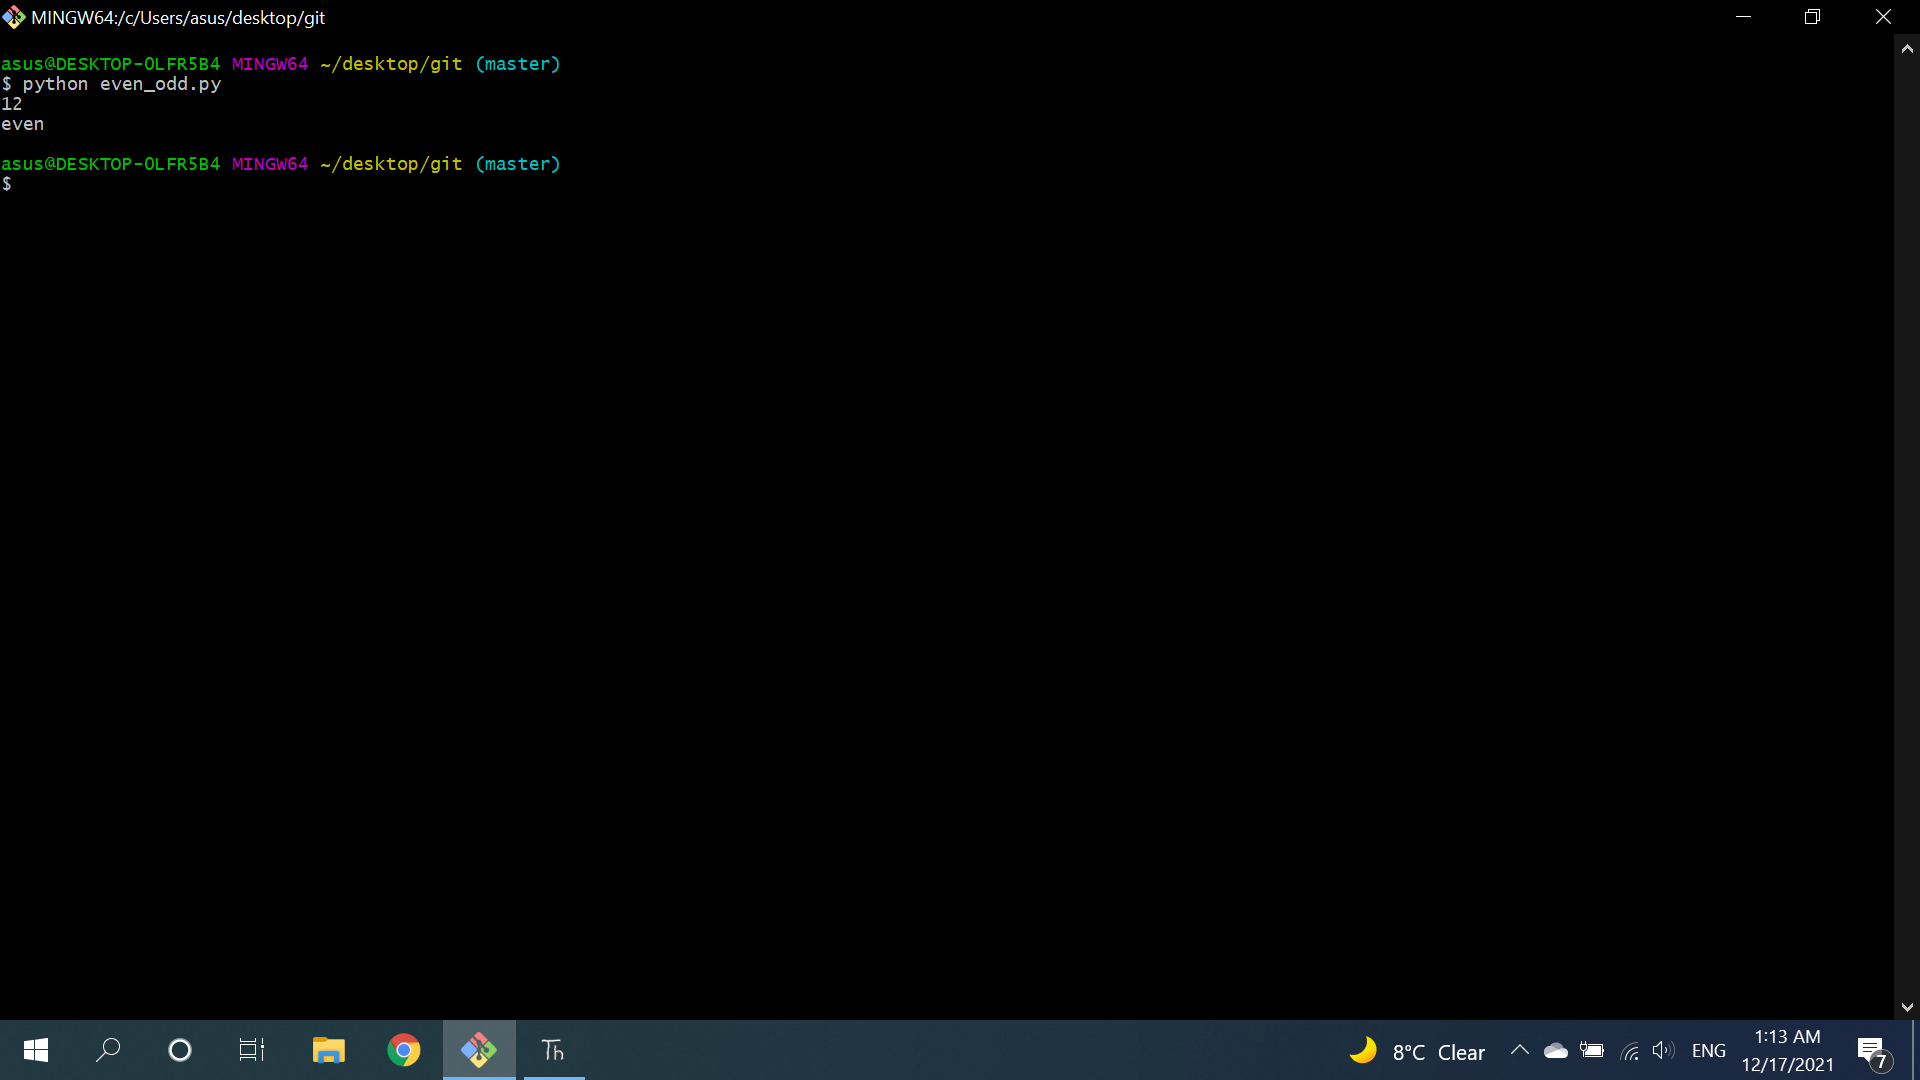 MINGW64:/c/Users/asus/desktop/git
asus@DESKTOP-0LFR5B4 MINGW64 ~/desktop/git (master)
$ python even_odd.py
12
even
asus@DESKTOP-0LFR5B4 MINGW64 ~/desktop/git (master)
$
Th
8°C Clear
ENG
1:13 AM
12/17/2021
7